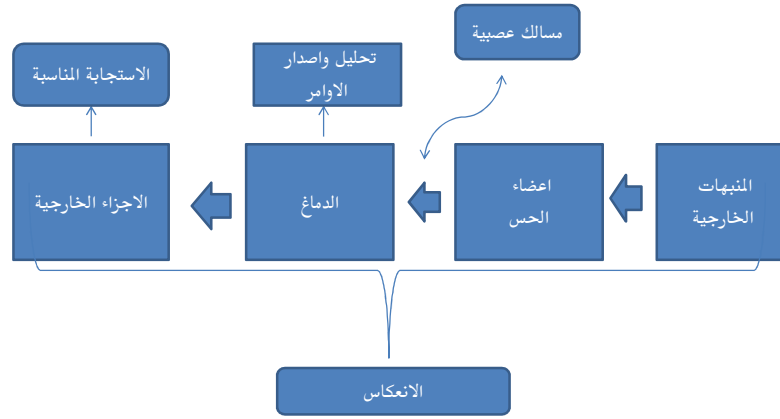 مسالك عصبية
تحليل واصدار
الاوامر
الاستجابة المناسبة
المنبهات
الخارجية
اعضاء
الحس
الدماغ
الاجزاء الخارجية
الانعكاس